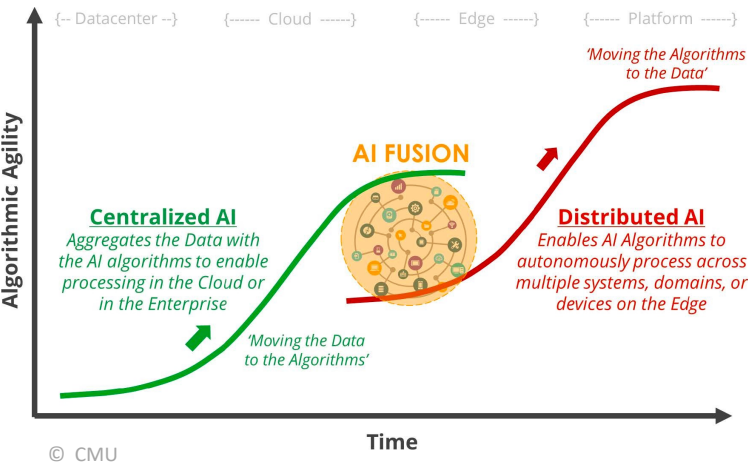 {-- Datacenter --}
{------ Cloud ------}
{------ Edge ------}
{------ Platform ------}
'Moving the Algorithms
to the Data'
AI FUSION
Centralized AI
Aggregates the Data with
the AI algorithms to enable
processing in the Cloud or
in the Enterprise
Distributed AI
Enables AI Algorithms to
autonomously process across
multiple systems, domains, or
devices on the Edge
'Moving the Data
to the Algorithms'
Algorithmic Agility
Time
© CMU